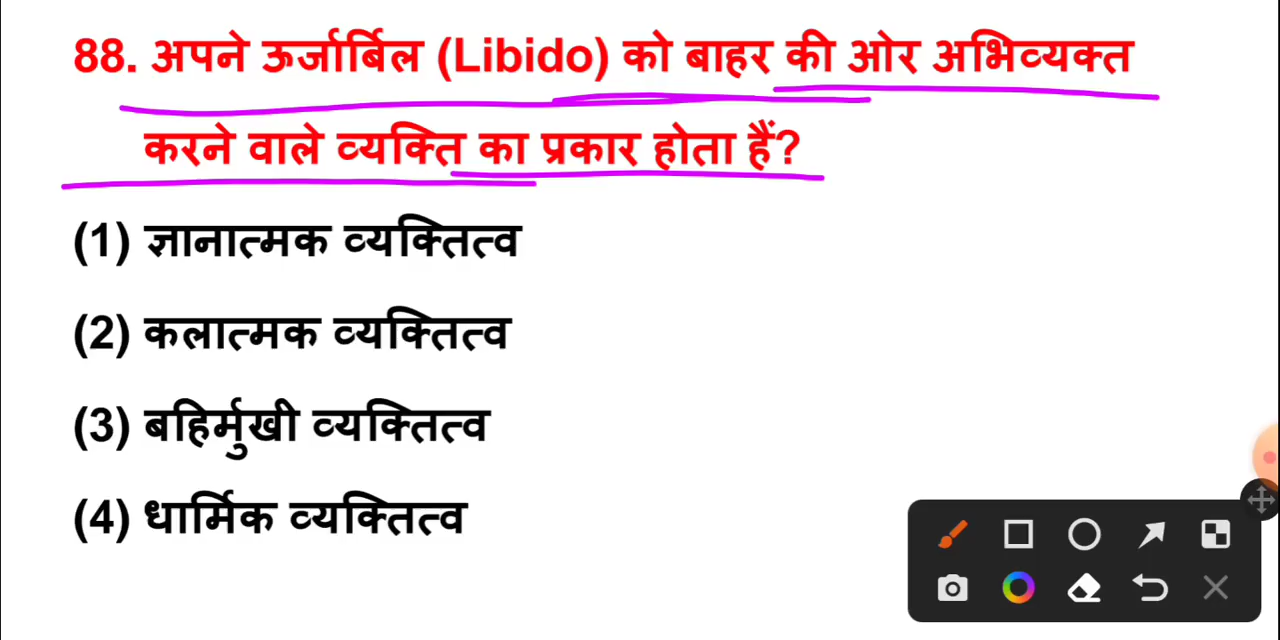 88. अपने ऊर्जार्बिल (Libido) को बाहर की ओर अभिव्यक्त
करने वाले व्यक्ति का प्रकार होता हैं?
(1) ज्ञानात्मक व्यक्तित्व
(2) कलात्मक व्यक्तित्व
(3) बहिर्मुखी व्यक्तित्व
(4) धार्मिक व्यक्तित्व